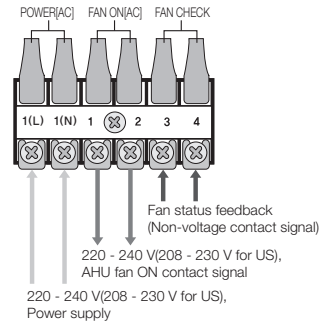 POWER[AC] FAN ON[AC] FAN CHECK
1(L) 1(N) 1 2 3 4
Fan status feedback
(Non-voltage contact signal)
220 - 240 V(208 - 230 V for US),
AHU fan ON contact signal
220 - 240 V(208 - 230 V for US),
Power supply